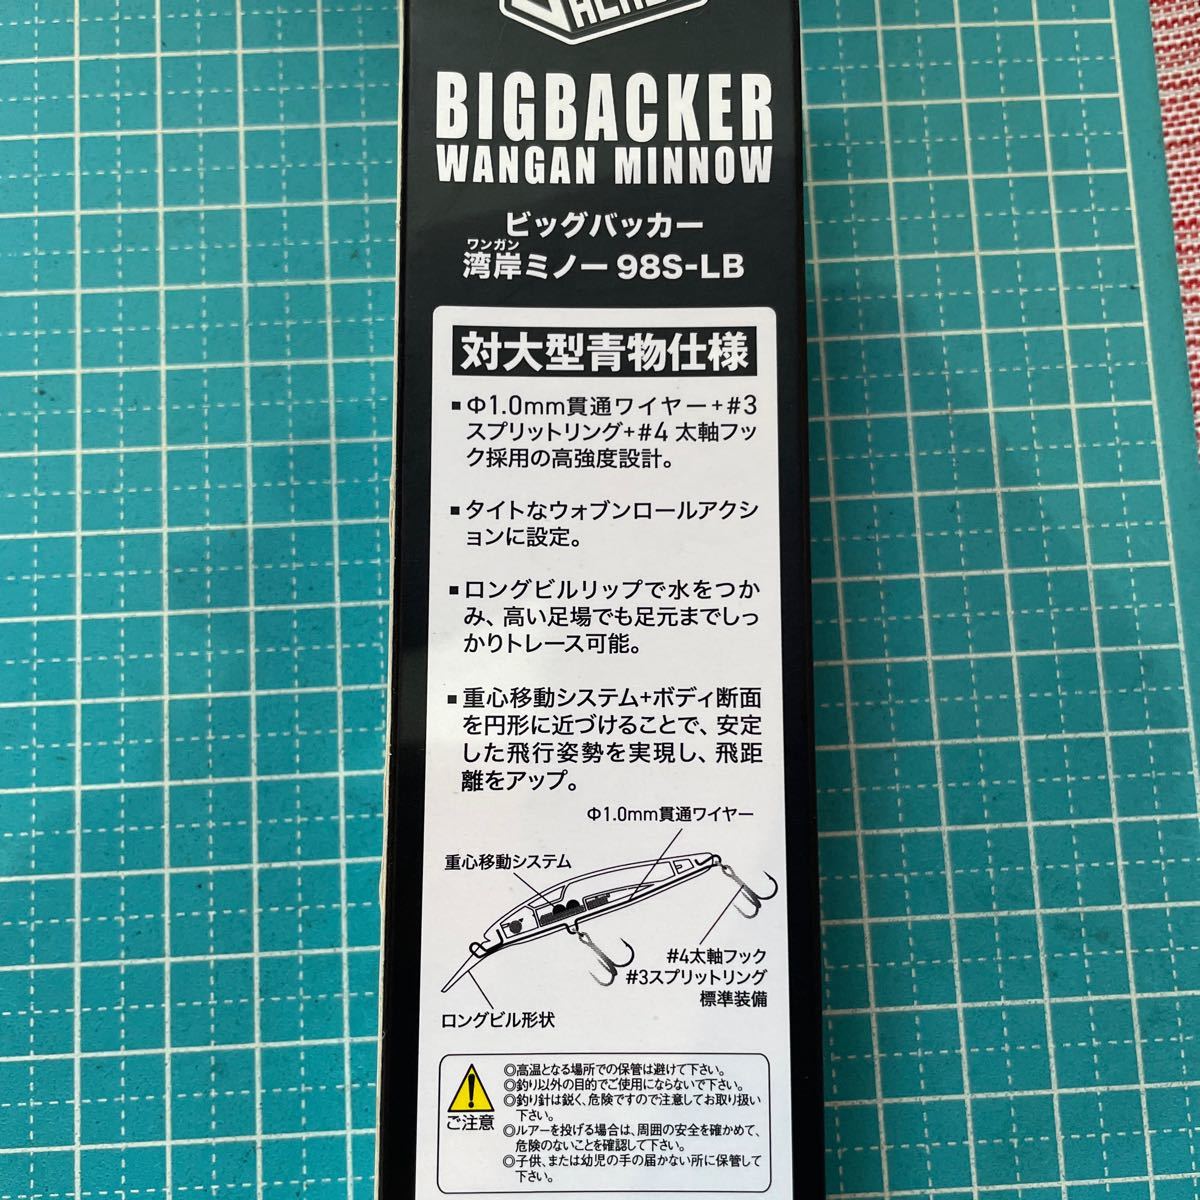 BIGBACKER
WANGAN MINNOW
ビッグバッカー
ワンガン
湾岸ミノー 98S-LB
対大型青物仕様
▪Φ1.0mm貫通ワイヤー+#3
スプリットリング+#4 太軸フッ
ク採用の高強度設計。
▪タイトなウォブンロールアクシ
ョンに設定。
▪ロングビルリップで水をつか
み、高い足場でも足元までしっ
かりトレース可能。
▪重心移動システム+ボディ断面
を円形に近づけることで、安定
した飛行姿勢を実現し、飛距
離をアップ。
Φ1.0mm貫通ワイヤー
重心移動システム
#4太軸フック
#3スプリットリング
標準装備
ロングビル形状
ご注意
◎高温となる場所での保管は避けて下さい。
◎釣り以外の目的でご使用にならないで下さい。
◎釣り針は鋭く、危険ですので注意してお取り扱い
下さい。
◎ルアーを投げる場合は、周囲の安全を確かめて、
危険のないことを確認して下さい。
◎子供、または幼児の手の届かない所に保管して
下さい。